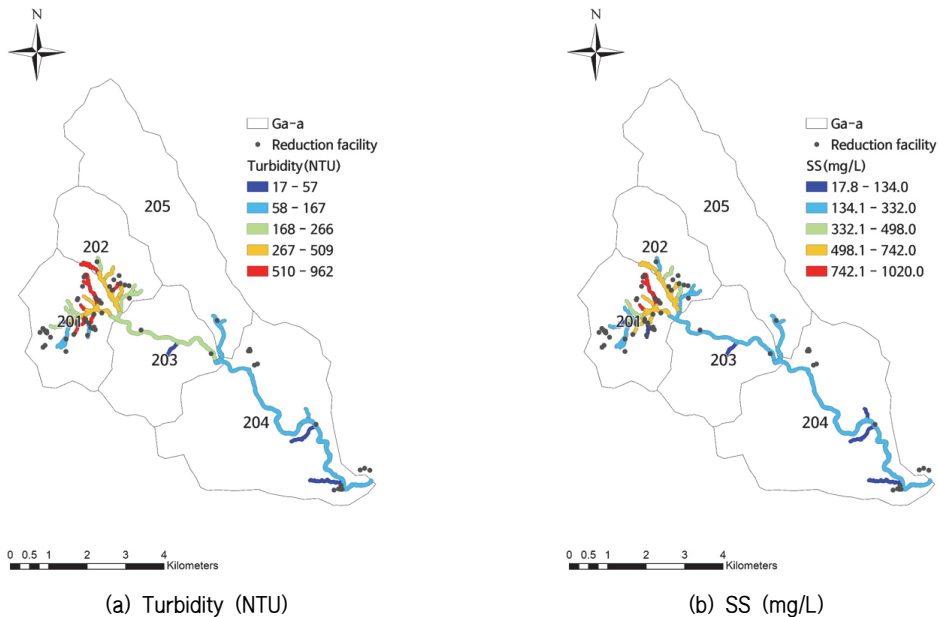 N
Ga-a
Reduction facility
Turbidity(NTU)
17 - 57
58 - 167
168 - 266
267 - 509
510 - 962
205
202
201
203
204
0 0.5 1 2 3 4
Kilometers
(a) Turbidity (NTU)
N
Ga-a
Reduction facility
SS(mg/L)
17.8 - 134.0
134.1 - 332.0
332.1 - 498.0
498.1 - 742.0
742.1 - 1020.0
205
202
201
203
204
0 0.5 1 2 3 4
Kilometers
(b) SS (mg/L)